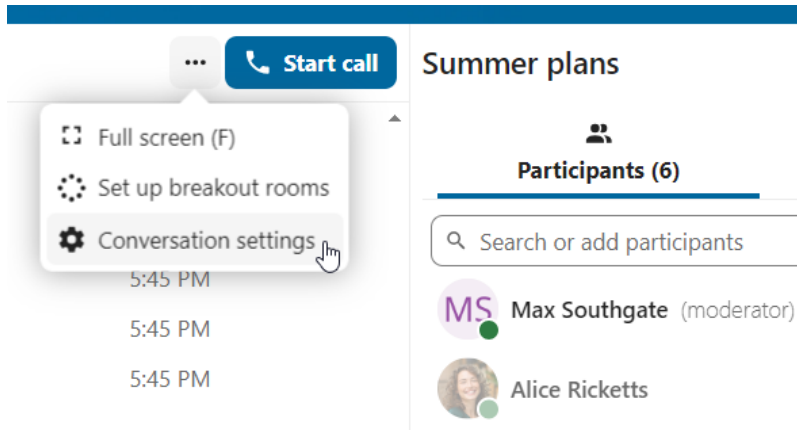 Start call
Summer plans
Full screen (F)
Set up breakout rooms
Conversation settings
5:45 PM
5:45 PM
5:45 PM
Participants (6)
Search or add participants
MS
Max Southgate (moderator)
Alice Ricketts